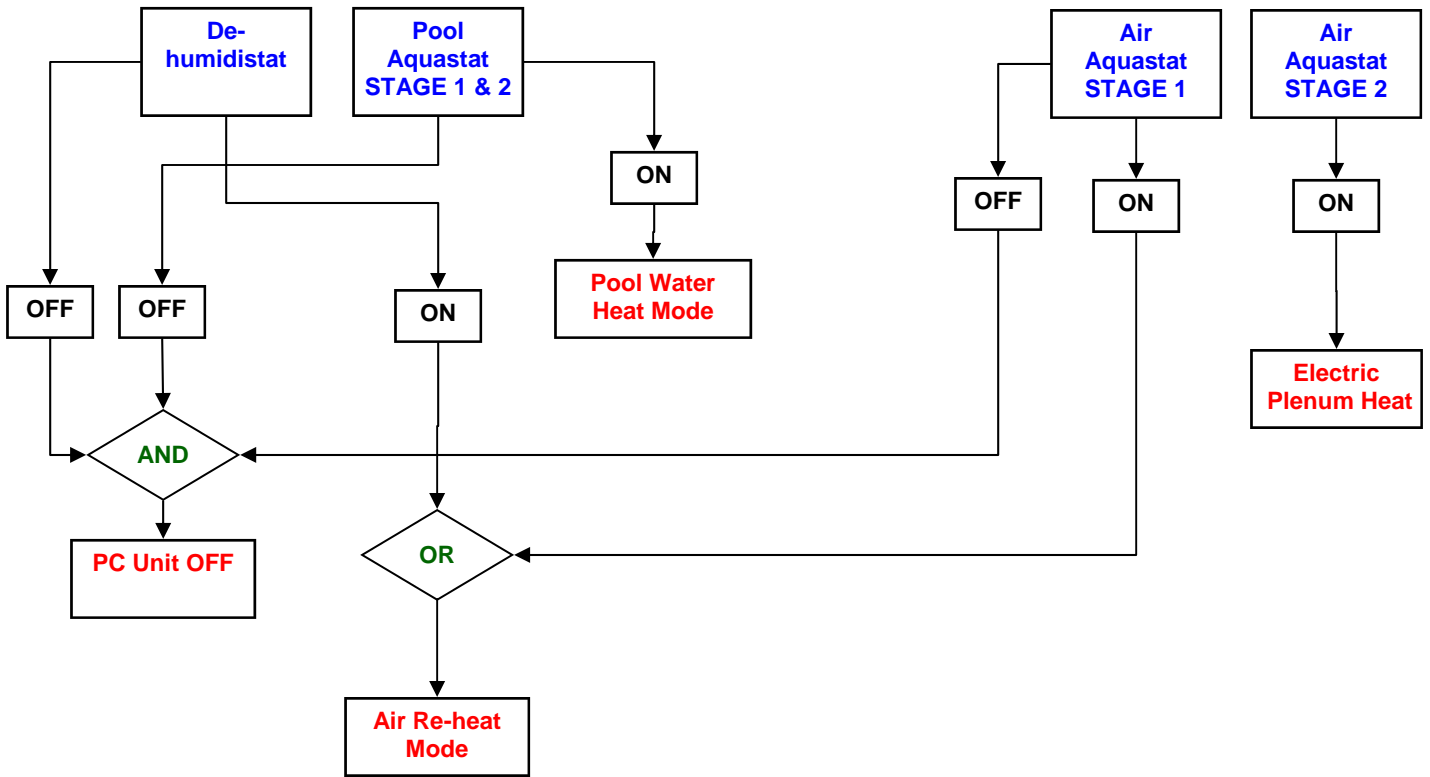 De-
humidistat
Pool
Aquastat
STAGE 1 & 2
Air
Aquastat
STAGE 1
Air
Aquastat
STAGE 2
ON
OFF
ON
ON
OFF
OFF
ON
Pool Water
Heat Mode
Electric
Plenum Heat
AND
PC Unit OFF
OR
Air Re-heat
Mode